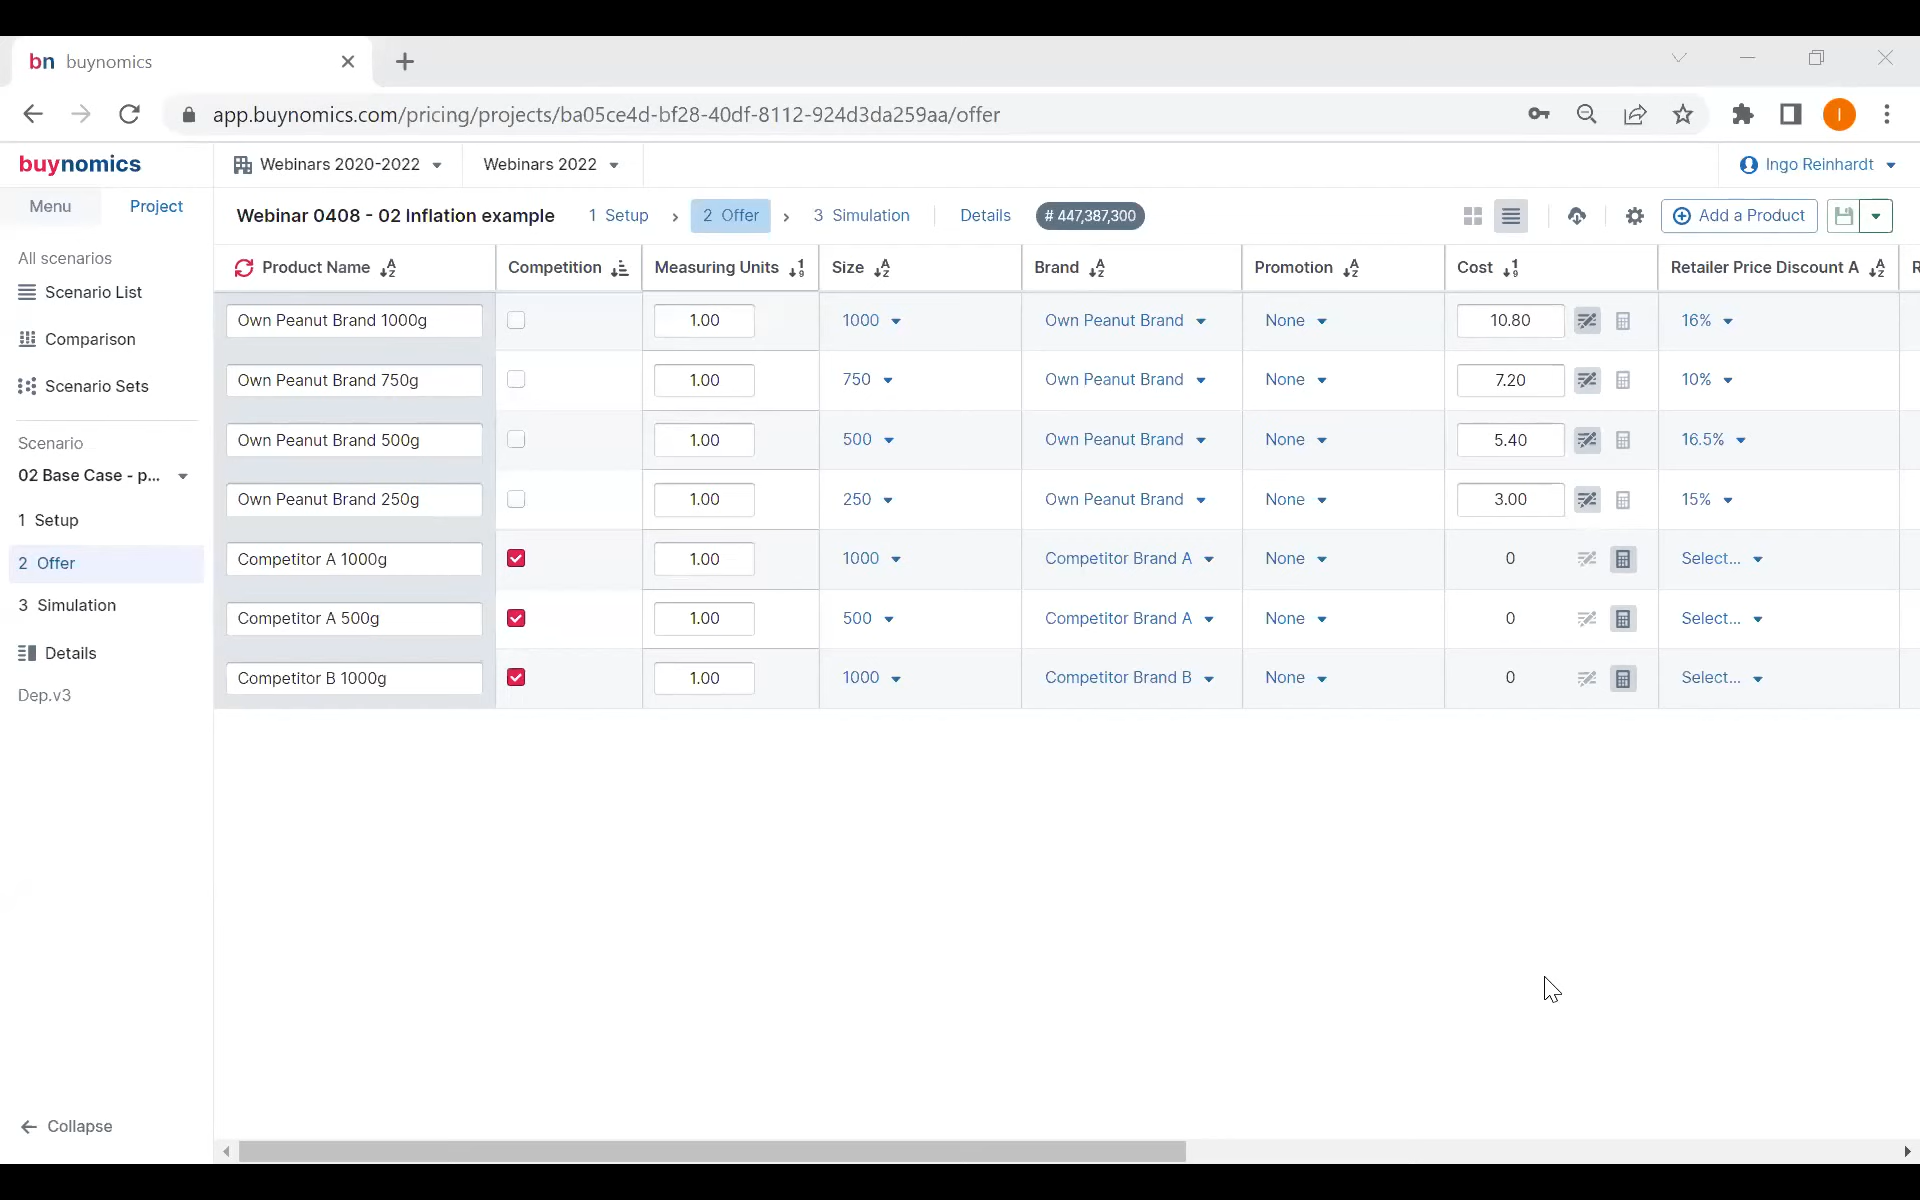 bn buynomics
app.buynomics.com/pricing/projects/ba05ce4d-bf28-40df-8112-924d3da259aa/offer
I
buynomics
Webinars 2020-2022
Webinars 2022
Ingo Reinhardt
Menu
Project
Webinar 0408 - 02 Inflation example
1 Setup
2 Offer
3 Simulation
Details
# 447,387,300
Add a Product
All scenarios
Scenario List
Comparison
Scenario Sets
Scenario
02 Base Case - p...
1 Setup
2 Offer
3 Simulation
Details
Dep.v3
Collapse
Product Name Competition Measuring Units Size Brand Promotion Cost Retailer Price Discount A
Own Peanut Brand 1000g 1.00 1000 Own Peanut Brand None 10.80 16%
Own Peanut Brand 750g 1.00 750 Own Peanut Brand None 7.20 10%
Own Peanut Brand 500g 1.00 500 Own Peanut Brand None 5.40 16.5%
Own Peanut Brand 250g 1.00 250 Own Peanut Brand None 3.00 15%
Competitor A 1000g 1.00 1000 Competitor Brand A None 0 Select...
Competitor A 500g 1.00 500 Competitor Brand A None 0 Select...
Competitor B 1000g 1.00 1000 Competitor Brand B None 0 Select...